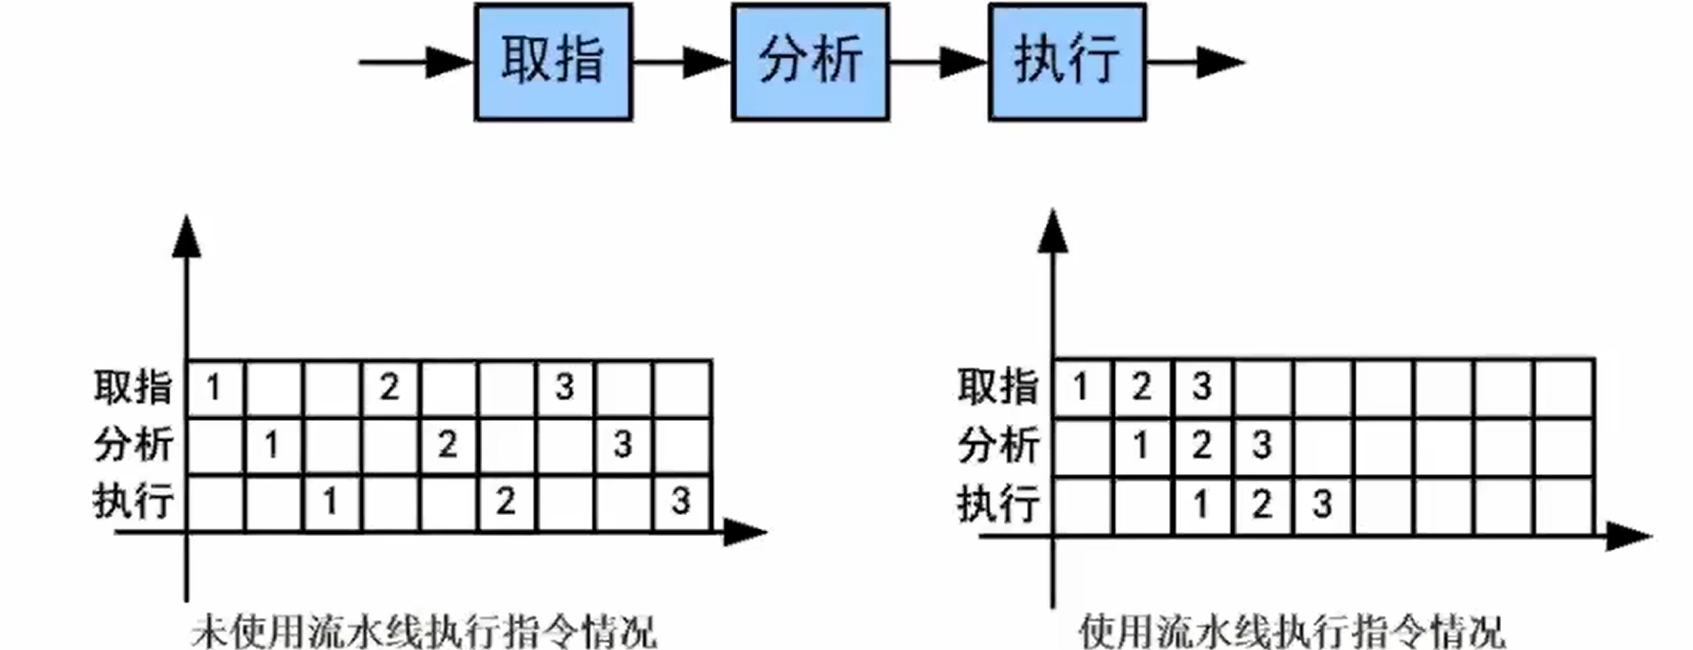 取指 分析 执行
取指 1 2 3
分析 1 2 3
执行 1 2 3
未使用流水线执行指令情况
取指 1 2 3
分析 1 2 3
执行 1 2 3
使用流水线执行指令情况